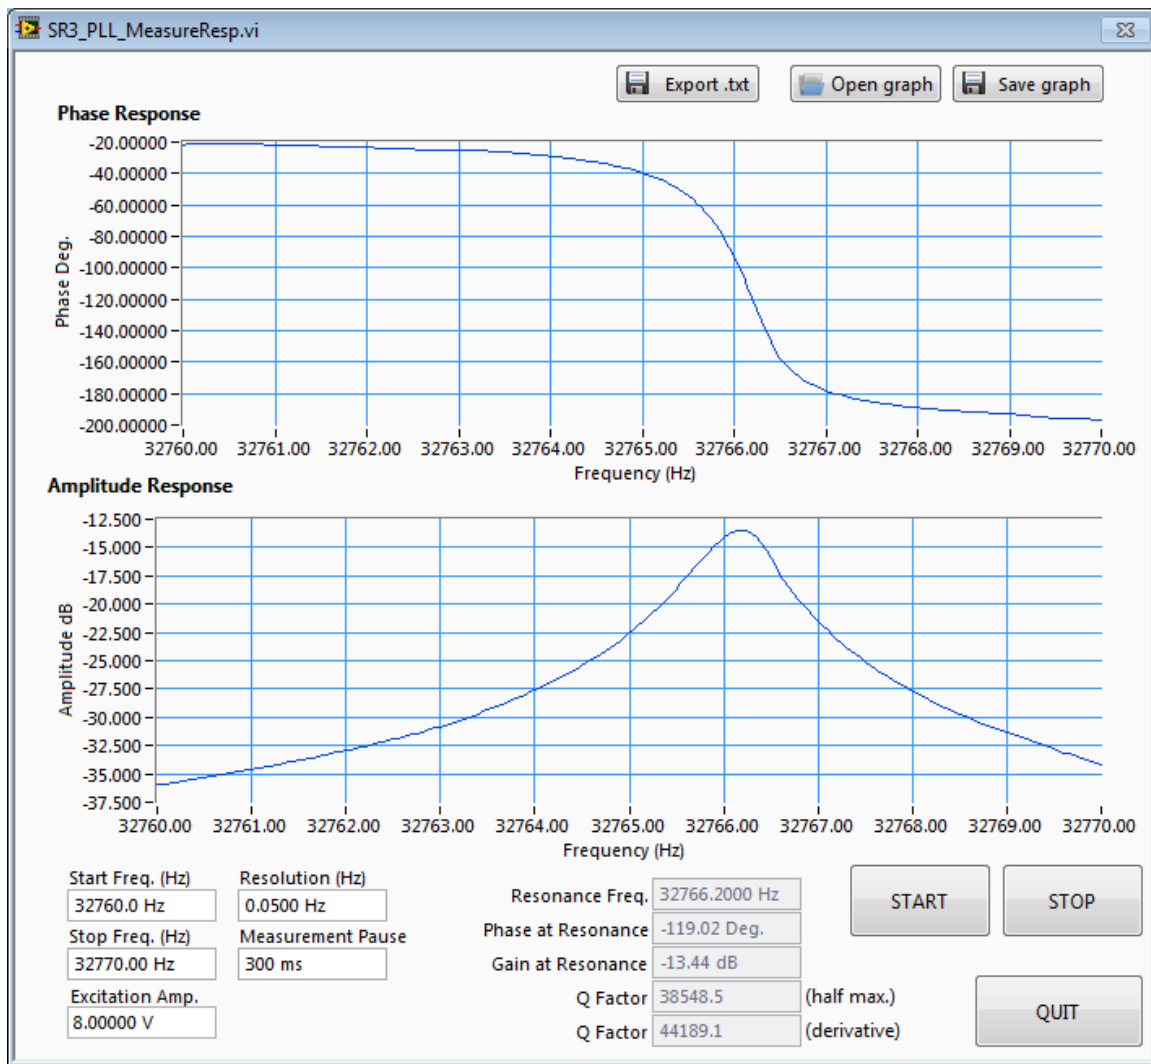 SR3_PLL_MeasureResp.vi
Export .txt Open graph Save graph
Phase Response
Phase Deg.
-20.00000
-40.00000
-60.00000
-80.00000
-100.00000
-120.00000
-140.00000
-160.00000
-180.00000
-200.00000
32760.00 32761.00 32762.00 32763.00 32764.00 32765.00 32766.00 32767.00 32768.00 32769.00 32770.00
Frequency (Hz)
Amplitude Response
Amplitude dB
-12.500
-15.000
-17.500
-20.000
-22.500
-25.000
-27.500
-30.000
-32.500
-35.000
-37.500
32760.00 32761.00 32762.00 32763.00 32764.00 32765.00 32766.00 32767.00 32768.00 32769.00 32770.00
Frequency (Hz)
Start Freq. (Hz) Resolution (Hz)
32760.0 Hz 0.0500 Hz
Stop Freq. (Hz) Measurement Pause
32770.00 Hz 300 ms
Excitation Amp.
8.00000 V
Resonance Freq. 32766.2000 Hz
Phase at Resonance -119.02 Deg.
Gain at Resonance -13.44 dB
Q Factor 38548.5 (half max.)
Q Factor 44189.1 (derivative)
START STOP
QUIT